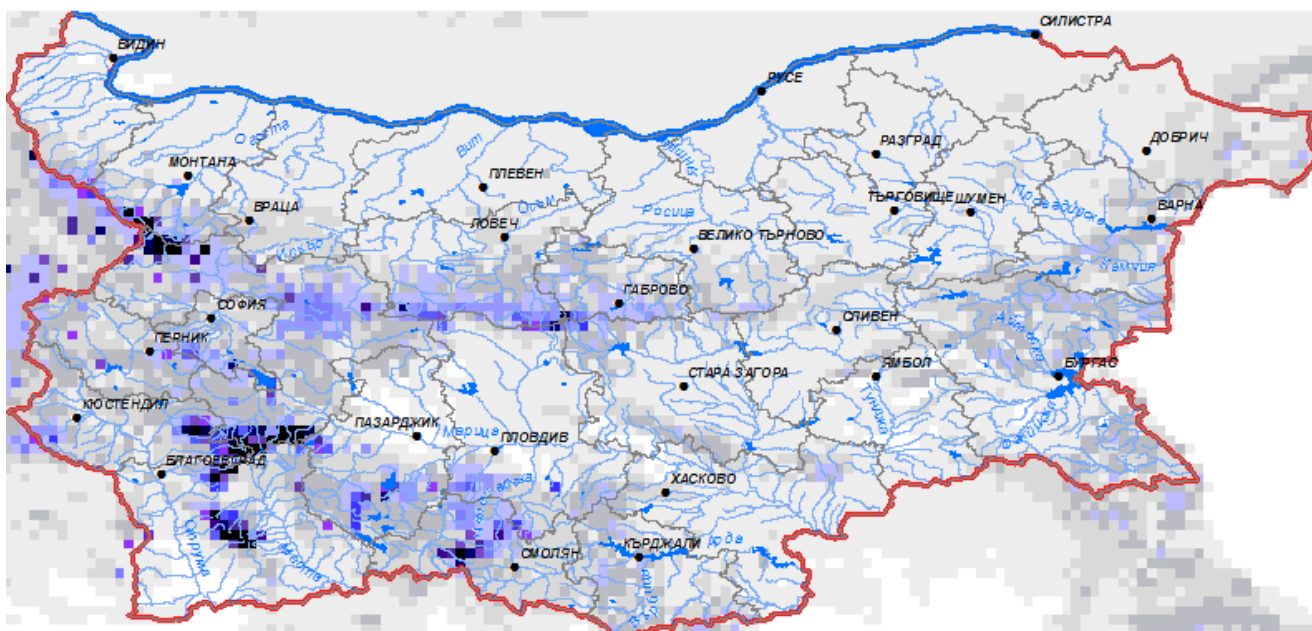 СИЛИСТРА
ВИДИН
РУСЕ
Огоста
ДОБРИЧ
РАЗГРАД
Вит
МОНТАНА
ПЛЕВЕН
ТЪРГОВИЩЕ
ШУМЕН
Провадийска
ВРАЦА
Осъм
Росица
ВАРНА
ЛОВЕЧ
ВЕЛИКО ТЪРНОВО
Искър
Камчия
ГАБРОВО
СОФИЯ
СЛИВЕН
Айтоска
ПЕРНИК
СТАРА ЗАГОРА
ЯМБОЛ
БУРГАС
КЮСТЕНДИЛ
Тунджа
ПАЗАРДЖИК
Марица
ПЛОВДИВ
БЛАГОЕВГРАД
ХАСКОВО
Струма
Места
КЪРДЖАЛИ
СМОЛЯН